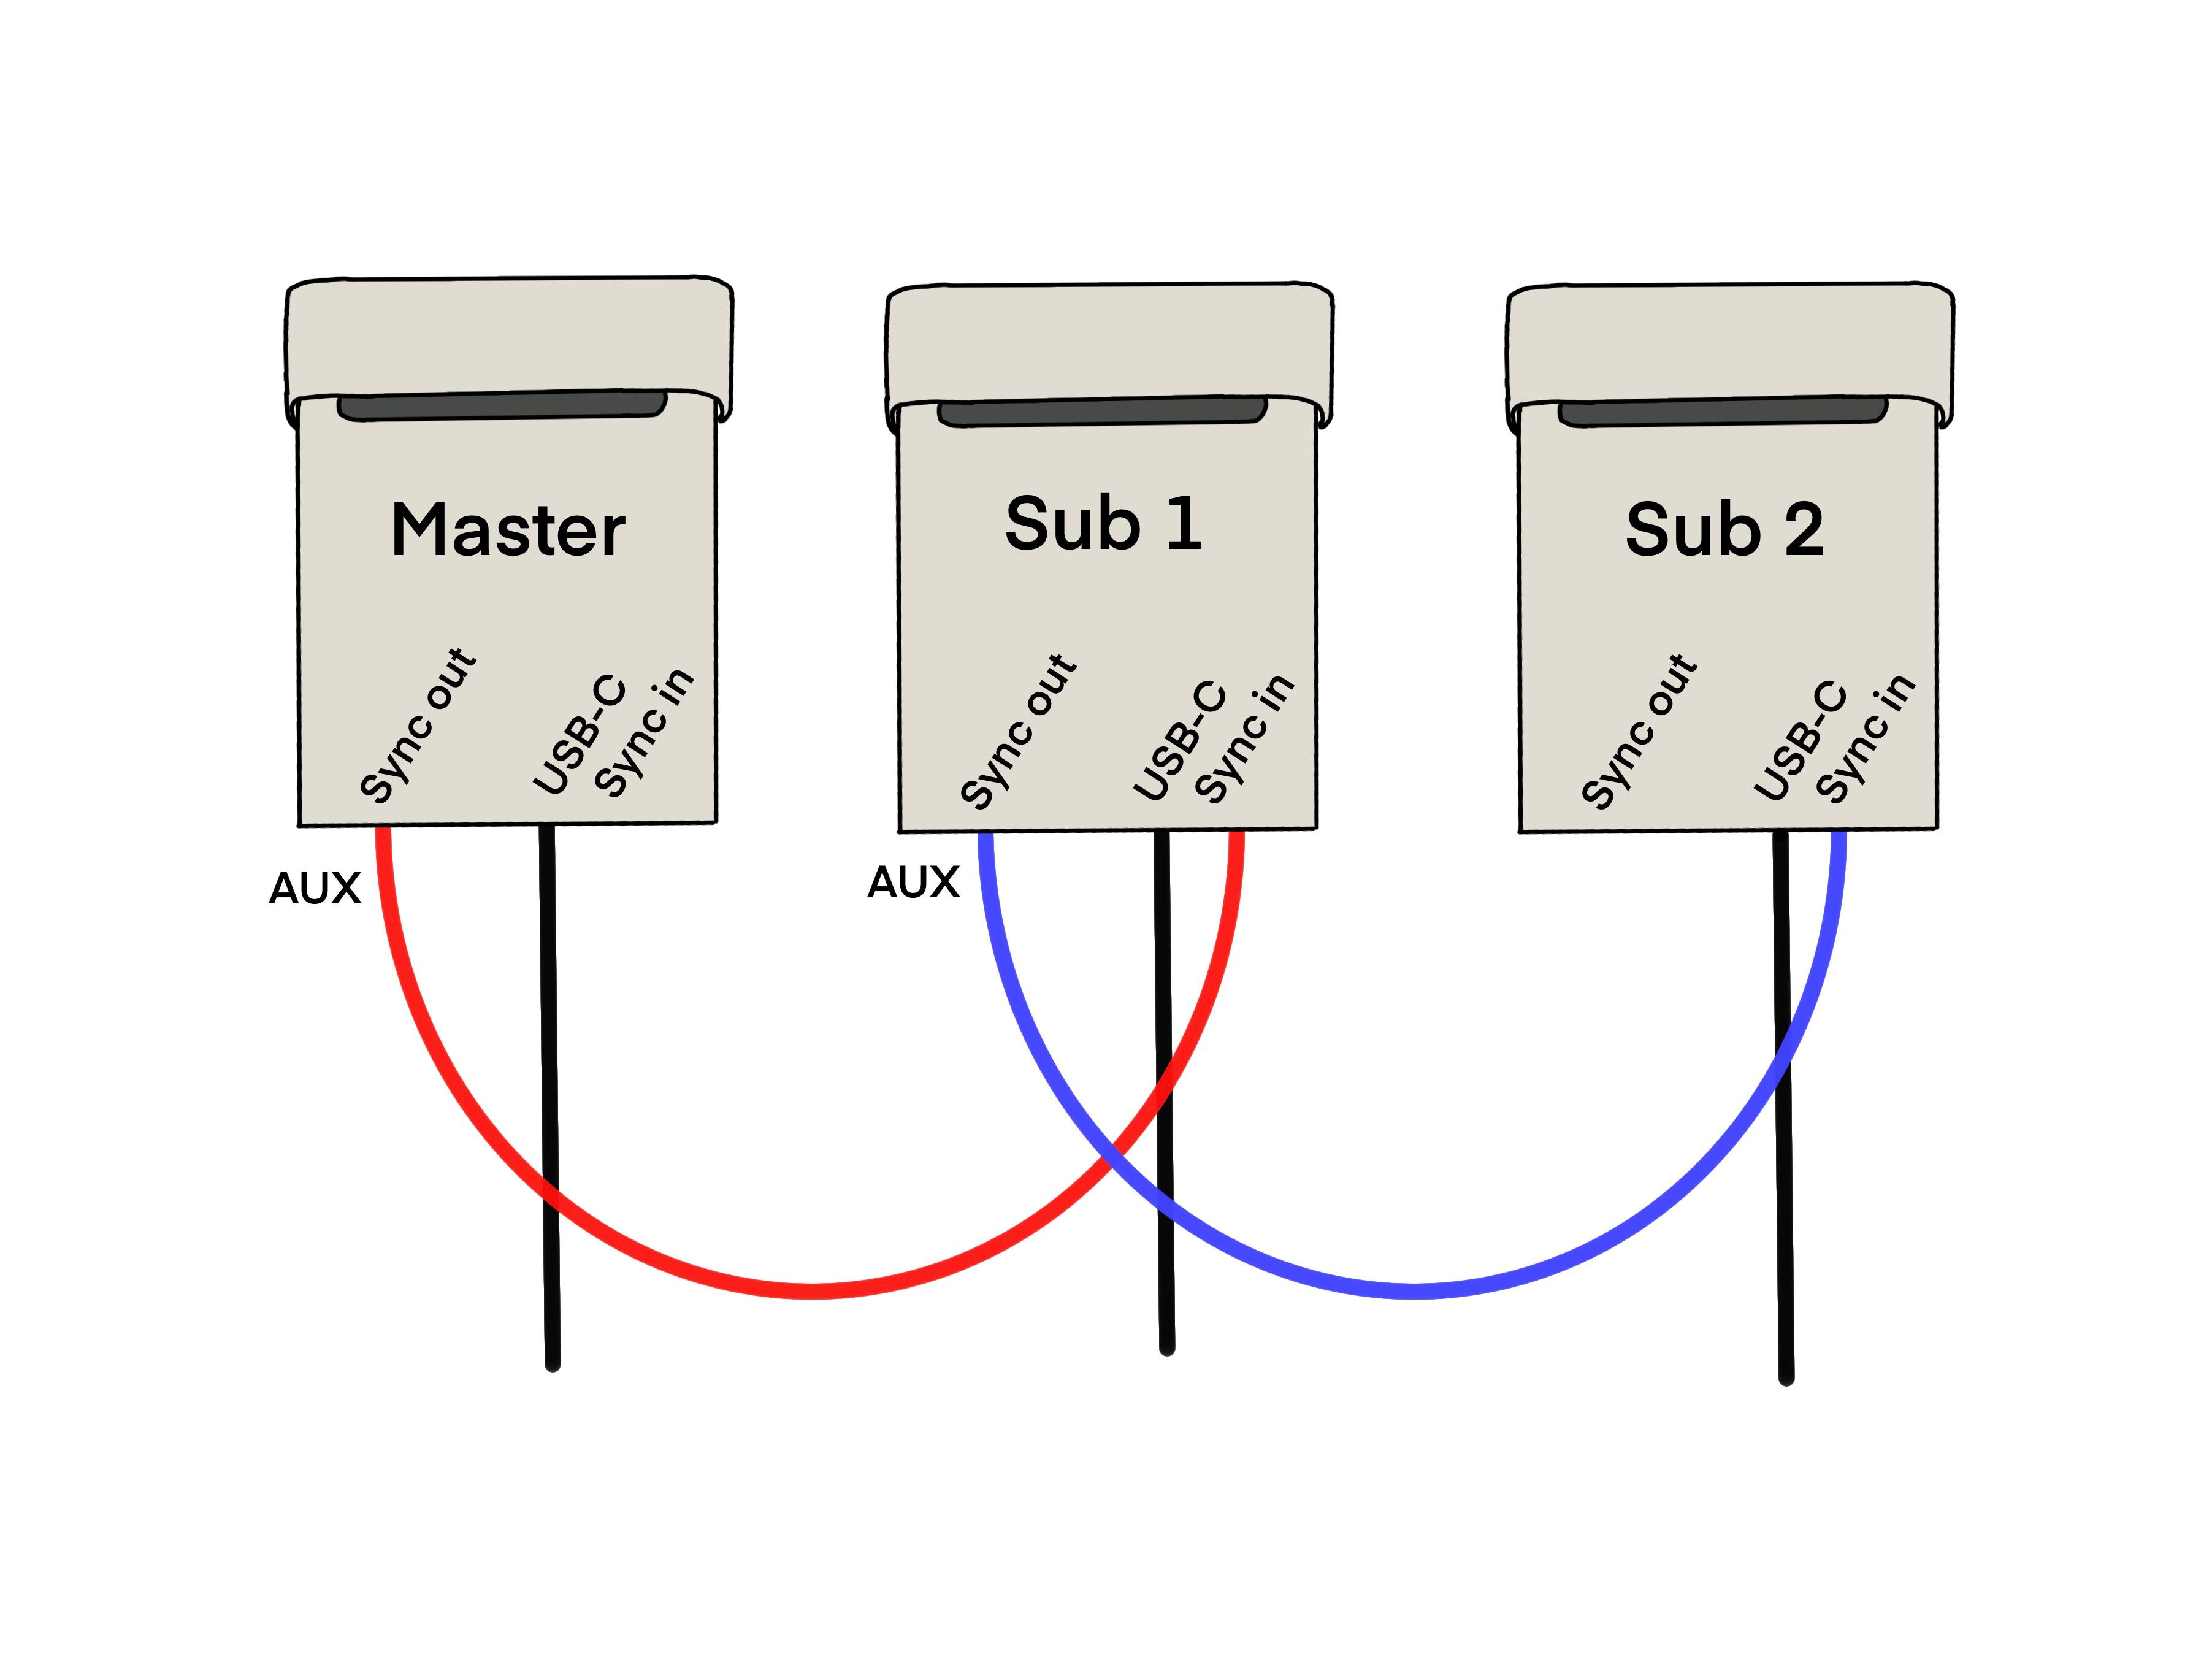 Master
Sync out
USB-C
Sync in
AUX
Sub 1
Sync out
USB-C
Sync in
AUX
Sub 2
Sync out
USB-C
Sync in